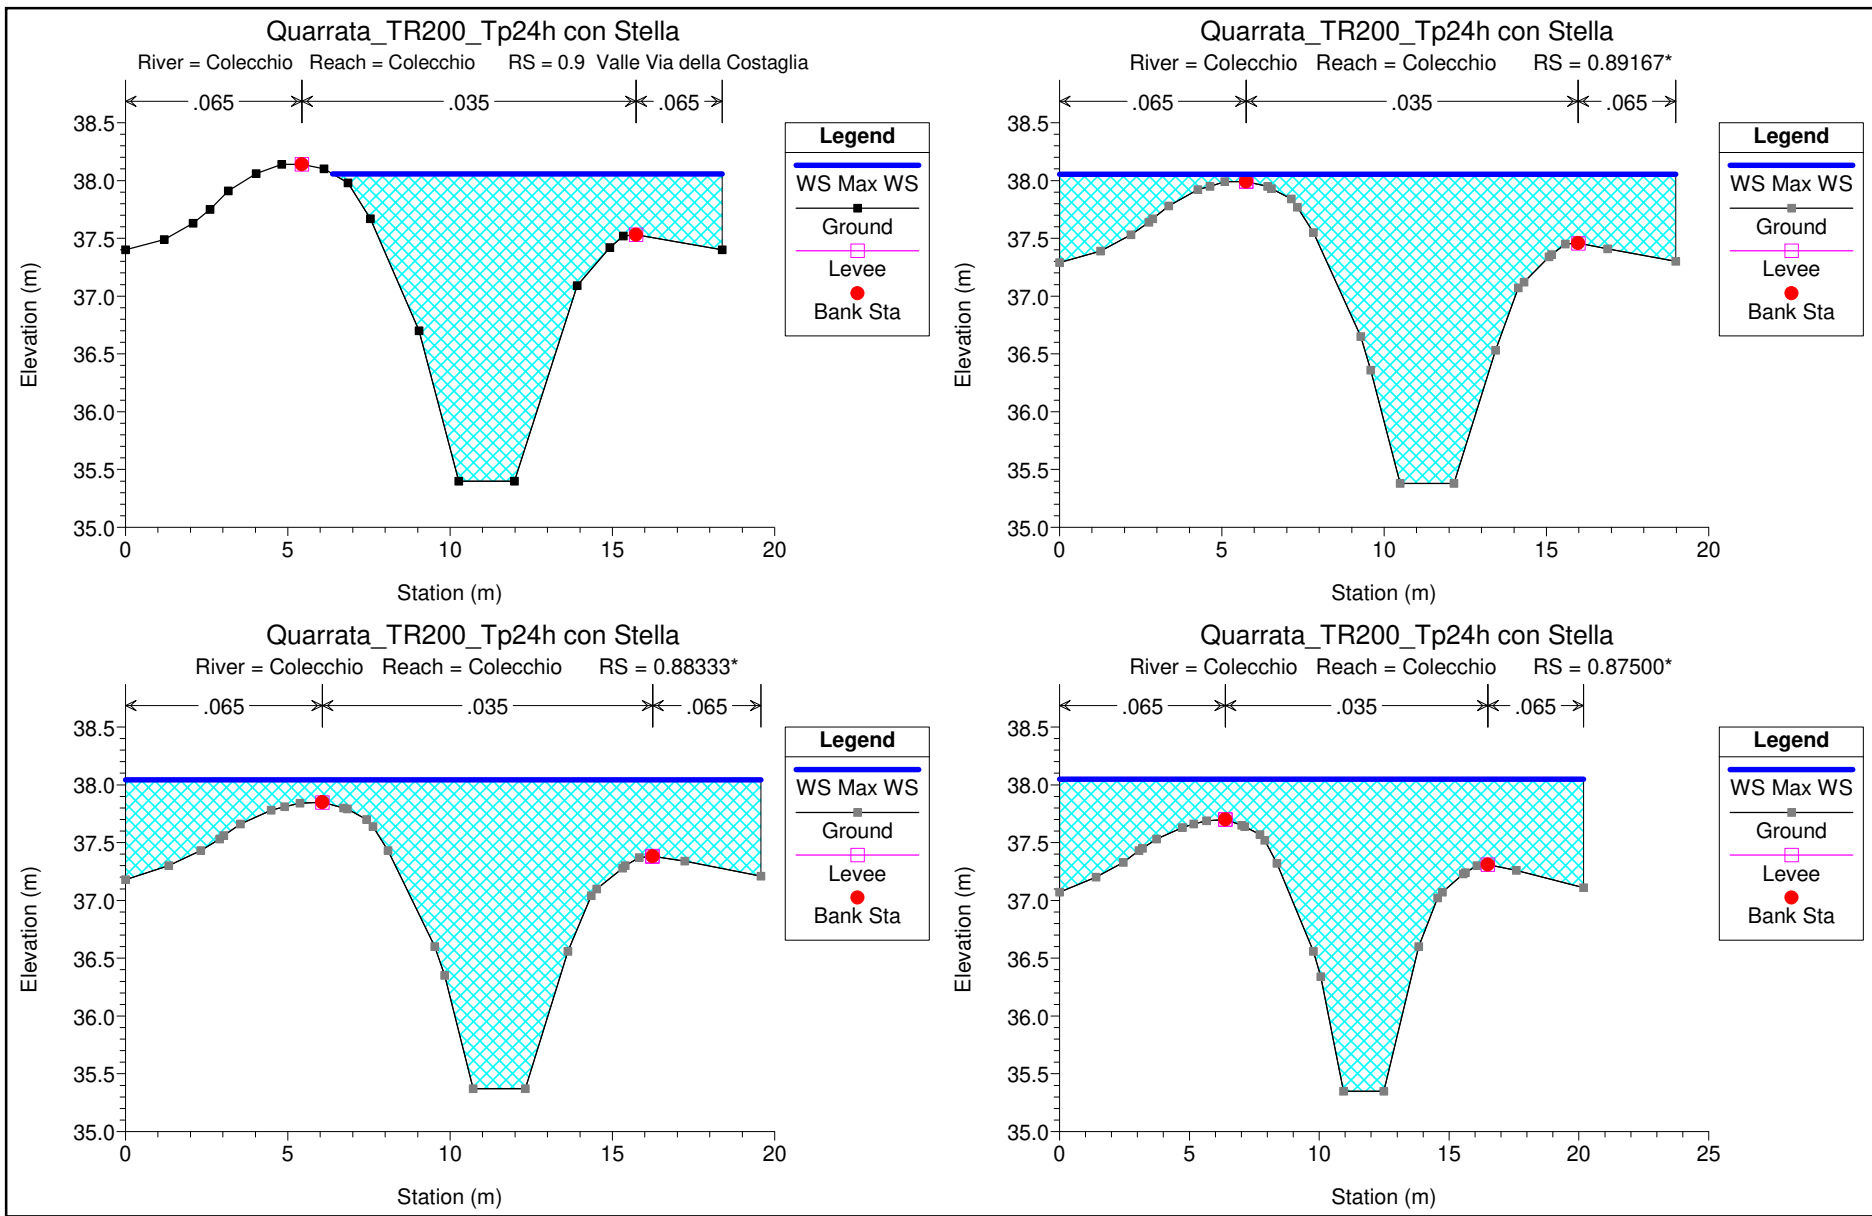 Quarrata_TR200_Tp24h con Stella
River = Colecchio Reach = Colecchio RS = 0.9 Valle Via della Costaglia
.065 .035 .065
38.5
38.0
37.5
37.0
36.5
36.0
35.5
35.0
0 5 10 15 20
Station (m)
Elevation (m)
Legend
WS Max WS
Ground
Levee
Bank Sta
Quarrata_TR200_Tp24h con Stella
River = Colecchio Reach = Colecchio RS = 0.89167*
.065 .035 .065
38.5
38.0
37.5
37.0
36.5
36.0
35.5
35.0
0 5 10 15 20
Station (m)
Elevation (m)
Legend
WS Max WS
Ground
Levee
Bank Sta
Quarrata_TR200_Tp24h con Stella
River = Colecchio Reach = Colecchio RS = 0.88333*
.065 .035 .065
38.5
38.0
37.5
37.0
36.5
36.0
35.5
35.0
0 5 10 15 20
Station (m)
Elevation (m)
Legend
WS Max WS
Ground
Levee
Bank Sta
Quarrata_TR200_Tp24h con Stella
River = Colecchio Reach = Colecchio RS = 0.87500*
.065 .035 .065
38.5
38.0
37.5
37.0
36.5
36.0
35.5
35.0
0 5 10 15 20 25
Station (m)
Elevation (m)
Legend
WS Max WS
Ground
Levee
Bank Sta